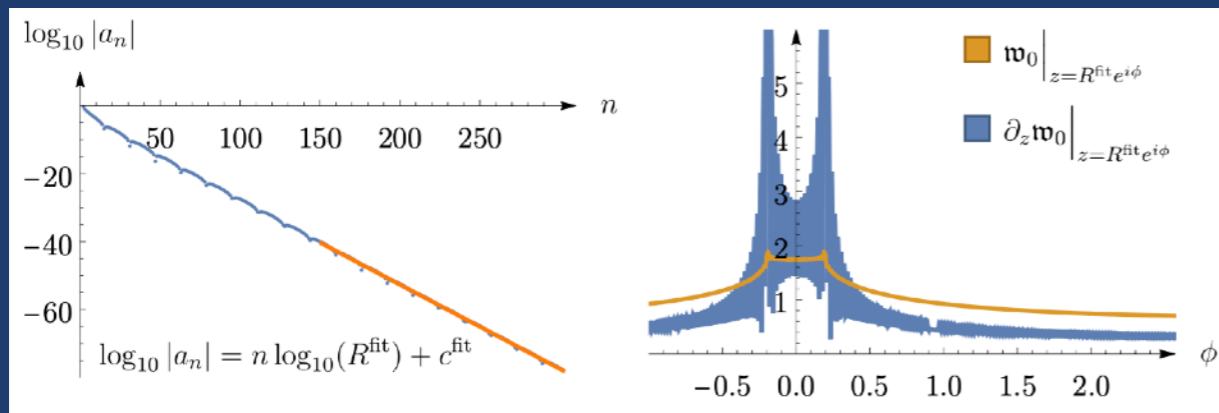 log₁₀ |aₙ|
n
50 100 150 200 250
−20
−40
−60
log₁₀ |aₙ| = n log₁₀(R^fit) + c^fit
𝔴₀|_{z=R^fit e^{iϕ}}
∂_z 𝔴₀|_{z=R^fit e^{iϕ}}
5
4
3
2
1
ϕ
−0.5 0.0 0.5 1.0 1.5 2.0